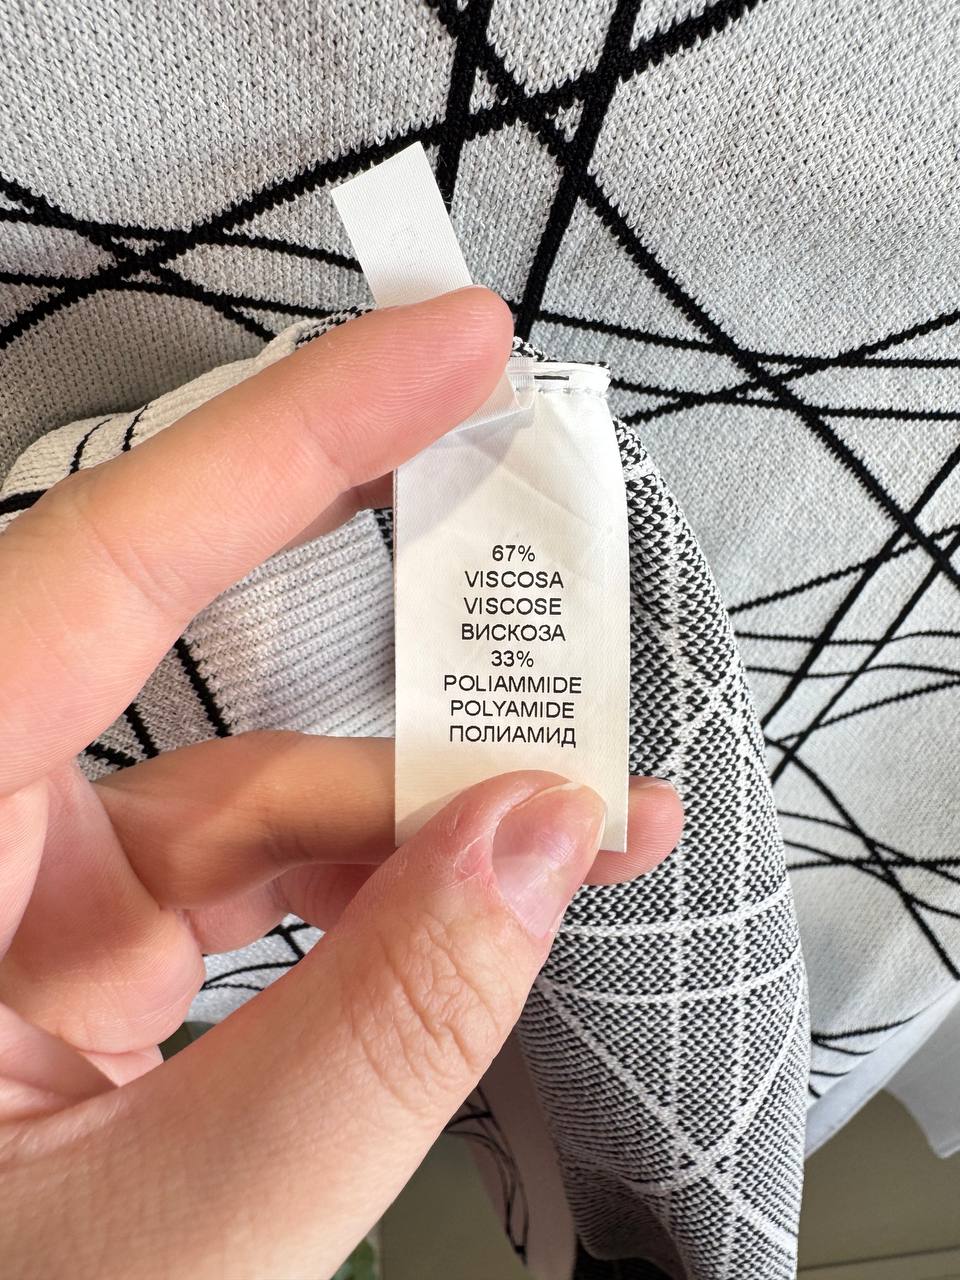 67%
VISCOSA
VISCOSE
ВИСКОЗА
33%
POLIAMMIDE
POLYAMIDE
ПОЛИАМИД